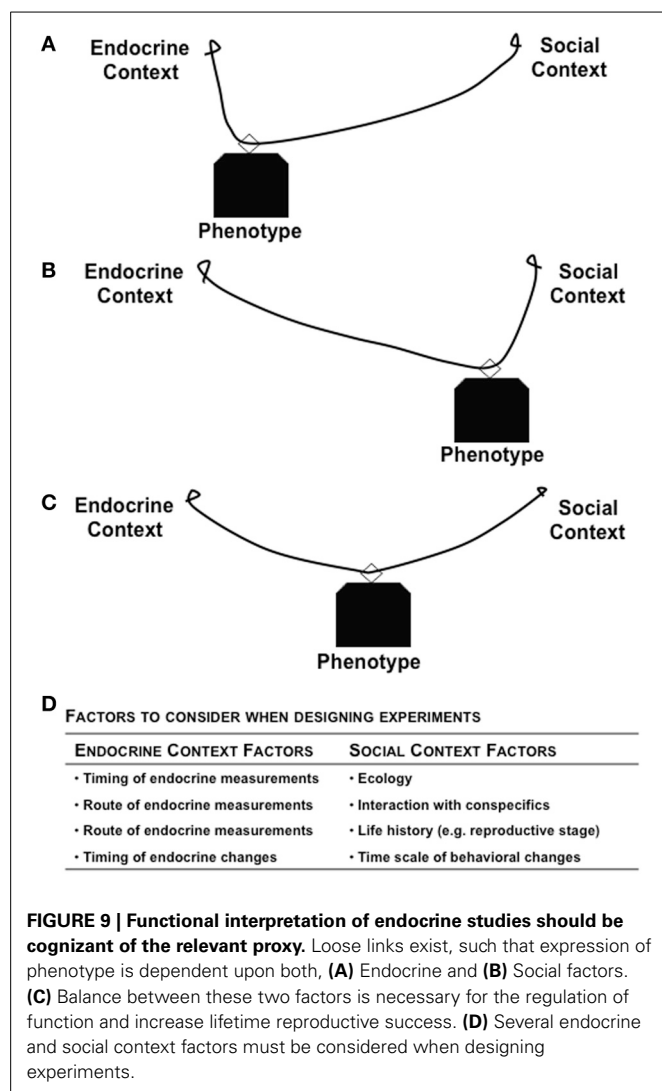 A
Endocrine
Context
Social
Context
Phenotype
B
Endocrine
Context
Social
Context
Phenotype
C
Endocrine
Context
Social
Context
Phenotype
D
FACTORS TO CONSIDER WHEN DESIGNING EXPERIMENTS
ENDOCRINE CONTEXT FACTORS SOCIAL CONTEXT FACTORS
• Timing of endocrine measurements • Ecology
• Route of endocrine measurements • Interaction with conspecifics
• Route of endocrine measurements • Life history (e.g. reproductive stage)
• Timing of endocrine changes • Time scale of behavioral changes
FIGURE 9 | Functional interpretation of endocrine studies should be
cognizant of the relevant proxy. Loose links exist, such that expression of
phenotype is dependent upon both, (A) Endocrine and (B) Social factors.
(C) Balance between these two factors is necessary for the regulation of
function and increase lifetime reproductive success. (D) Several endocrine
and social context factors must be considered when designing
experiments.